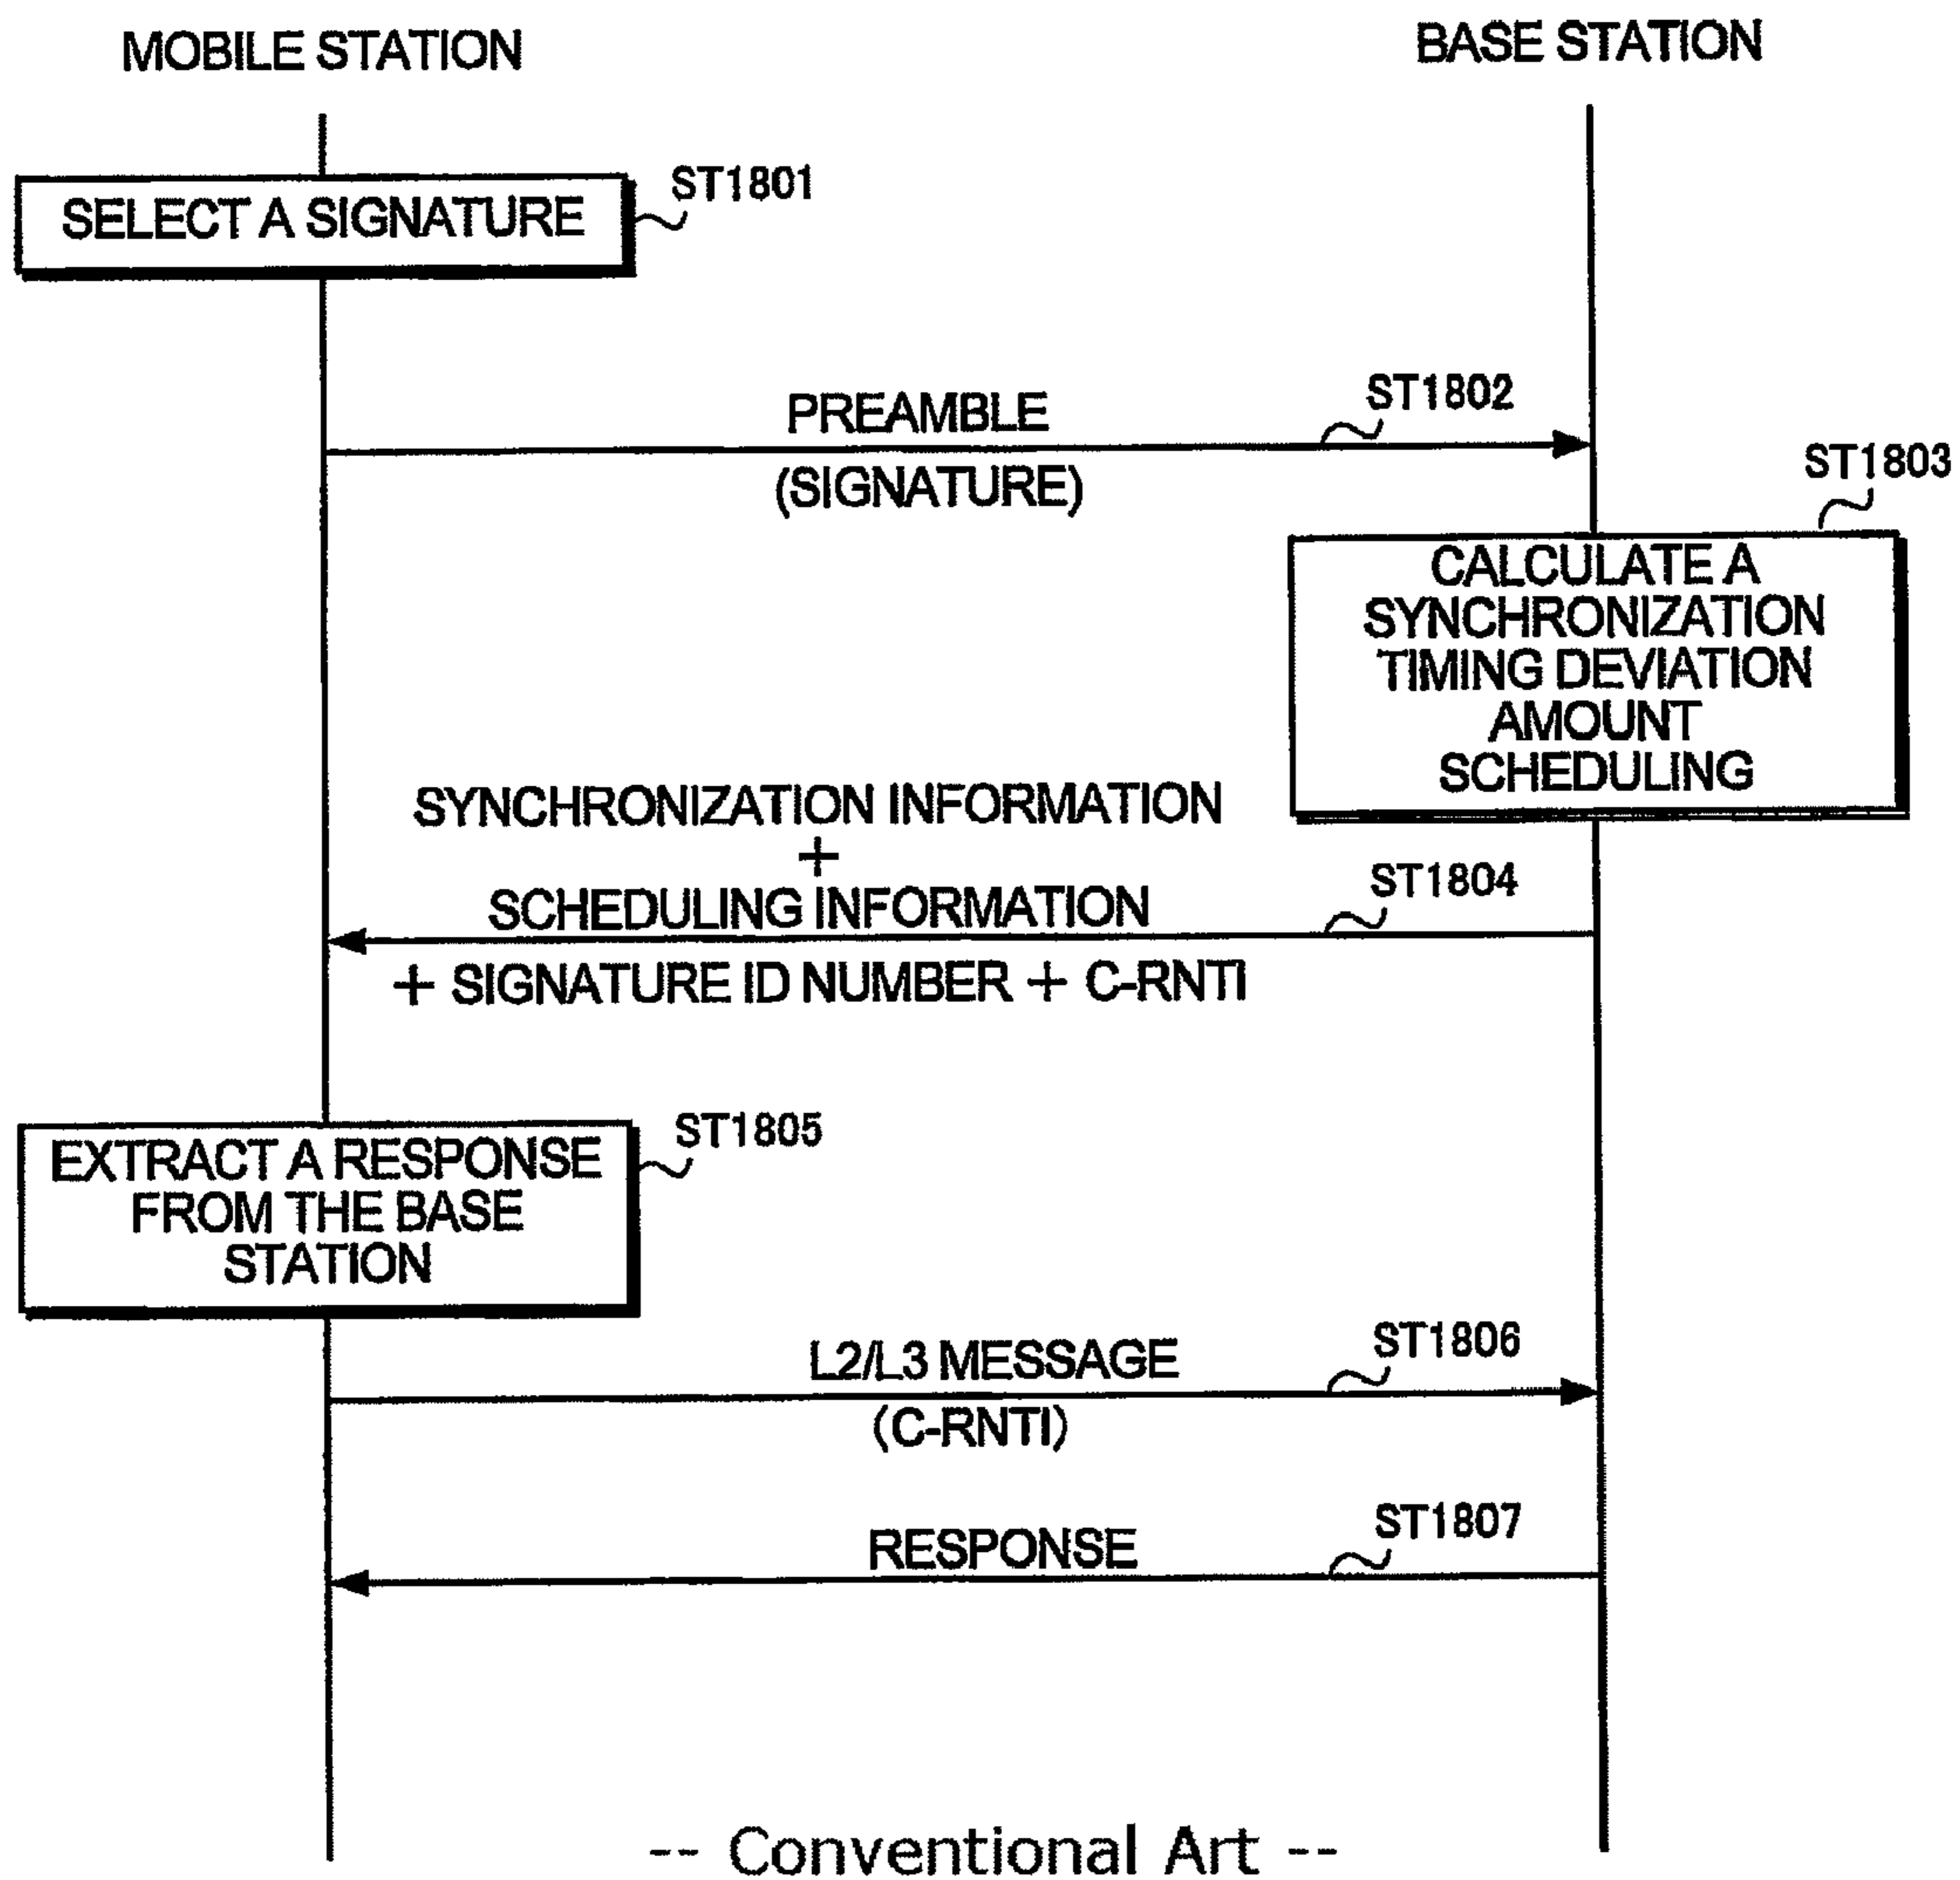 MOBILE STATION
BASE STATION
SELECT A SIGNATURE
ST1801
PREAMBLE
(SIGNATURE)
ST1802
ST1803
CALCULATE A
SYNCHRONIZATION
TIMING DEVIATION
AMOUNT
SCHEDULING
SYNCHRONIZATION INFORMATION
+
SCHEDULING INFORMATION
ST1804
+ SIGNATURE ID NUMBER + C-RNTI
EXTRACT A RESPONSE
FROM THE BASE
STATION
ST1805
L2/L3 MESSAGE
(C-RNTI)
ST1806
RESPONSE
ST1807
-- Conventional Art --